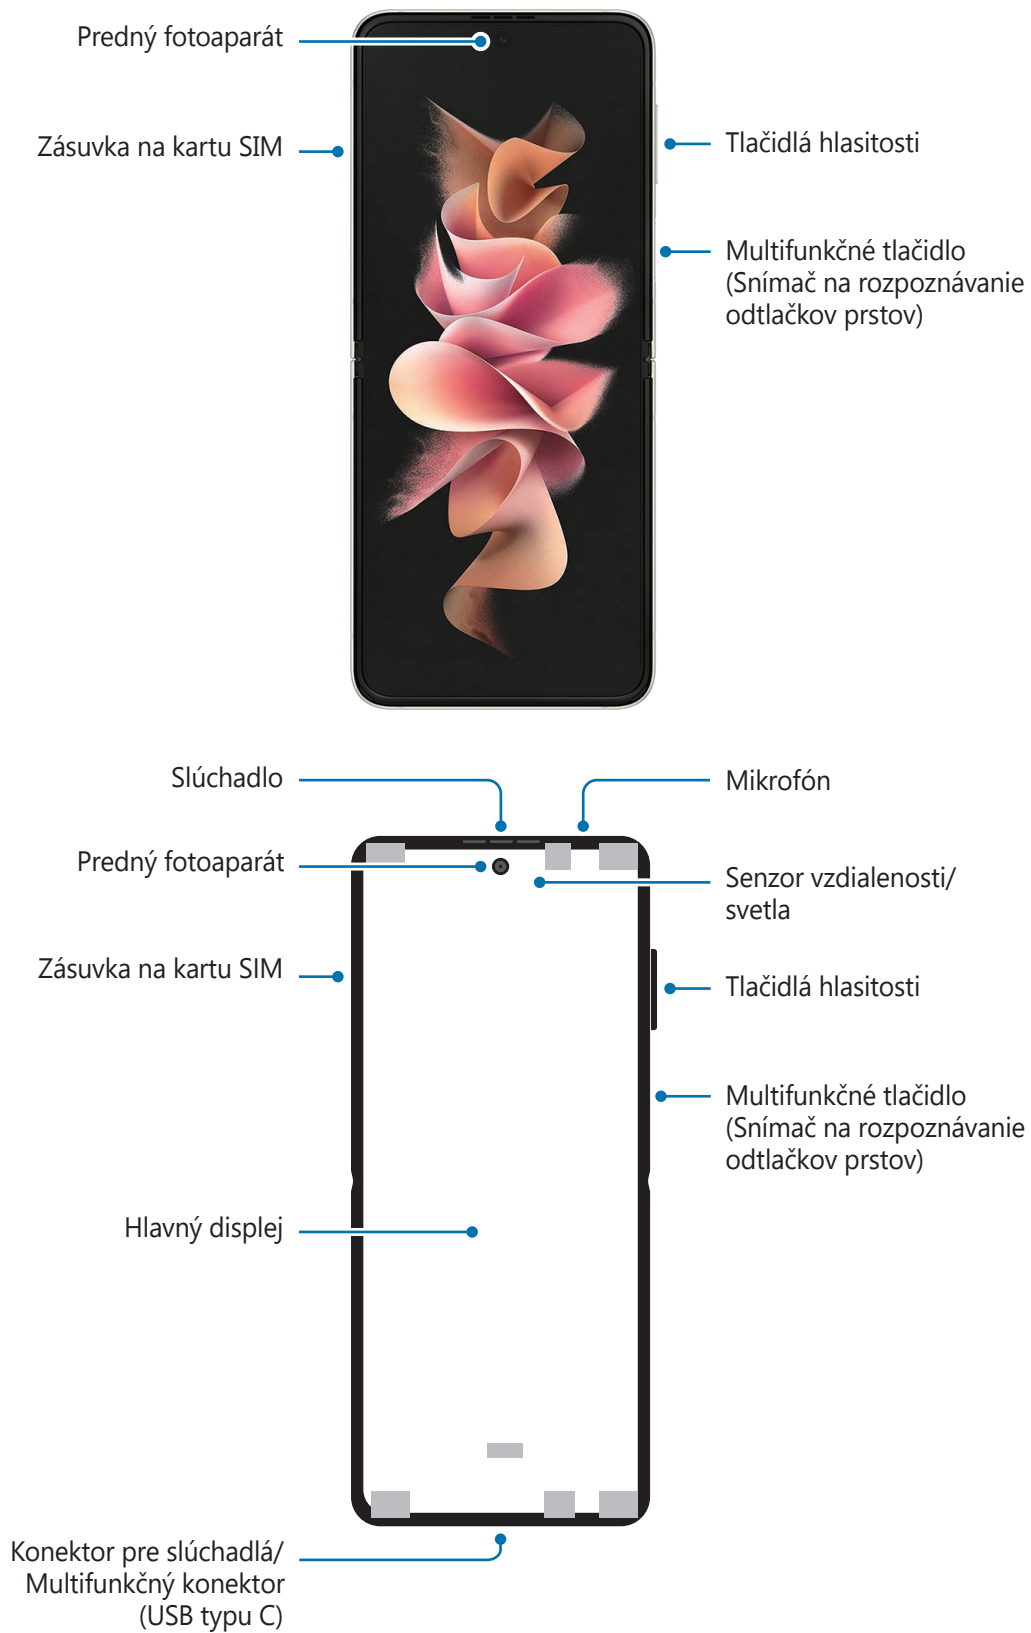 Predný fotoaparát
Zásuvka na kartu SIM
Tlačidlá hlasitosti
Multifunkčné tlačidlo
(Snímač na rozpoznávanie
odtlačkov prstov)
Slúchadlo
Mikrofón
Predný fotoaparát
Senzor vzdialenosti/
svetla
Zásuvka na kartu SIM
Tlačidlá hlasitosti
Multifunkčné tlačidlo
(Snímač na rozpoznávanie
odtlačkov prstov)
Hlavný displej
Konektor pre slúchadlá/
Multifunkčný konektor
(USB typu C)